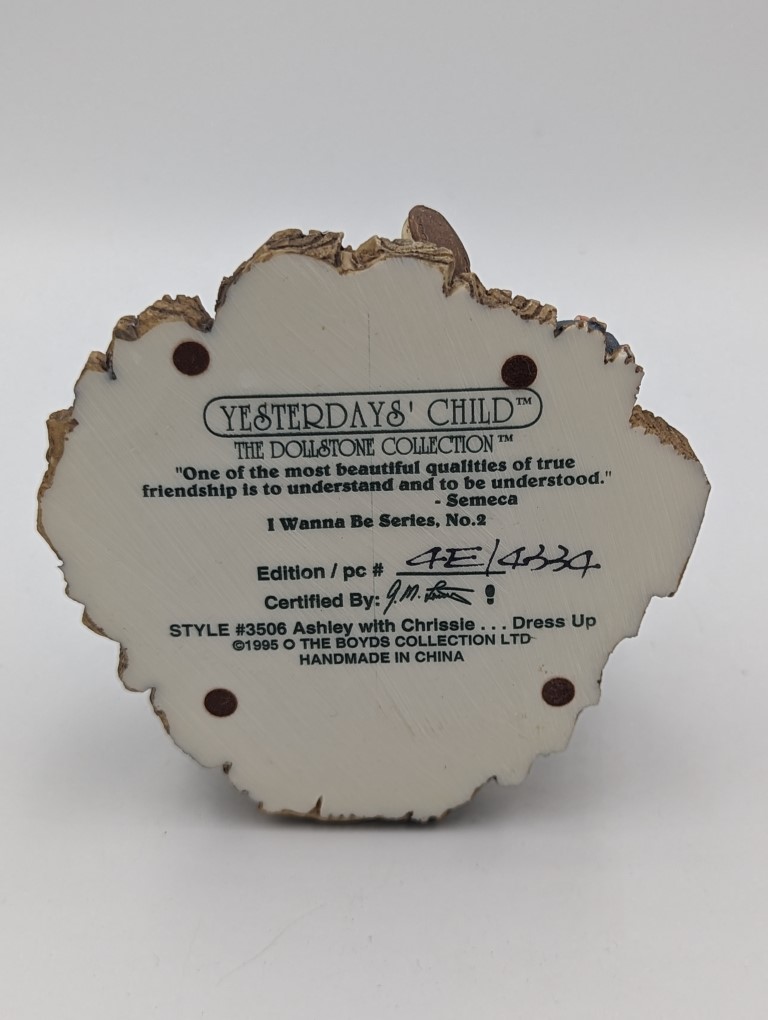 YESTERDAYS' CHILD™
THE DOLLSTONE COLLECTION™
"One of the most beautiful qualities of true
friendship is to understand and to be understood."
- Semeca
I Wanna Be Series, No.2
Edition / pc # 4E/4334
Certified By: J.M.
STYLE #3506 Ashley with Chrissie . . . Dress Up
©1995 O THE BOYDS COLLECTION LTD
HANDMADE IN CHINA